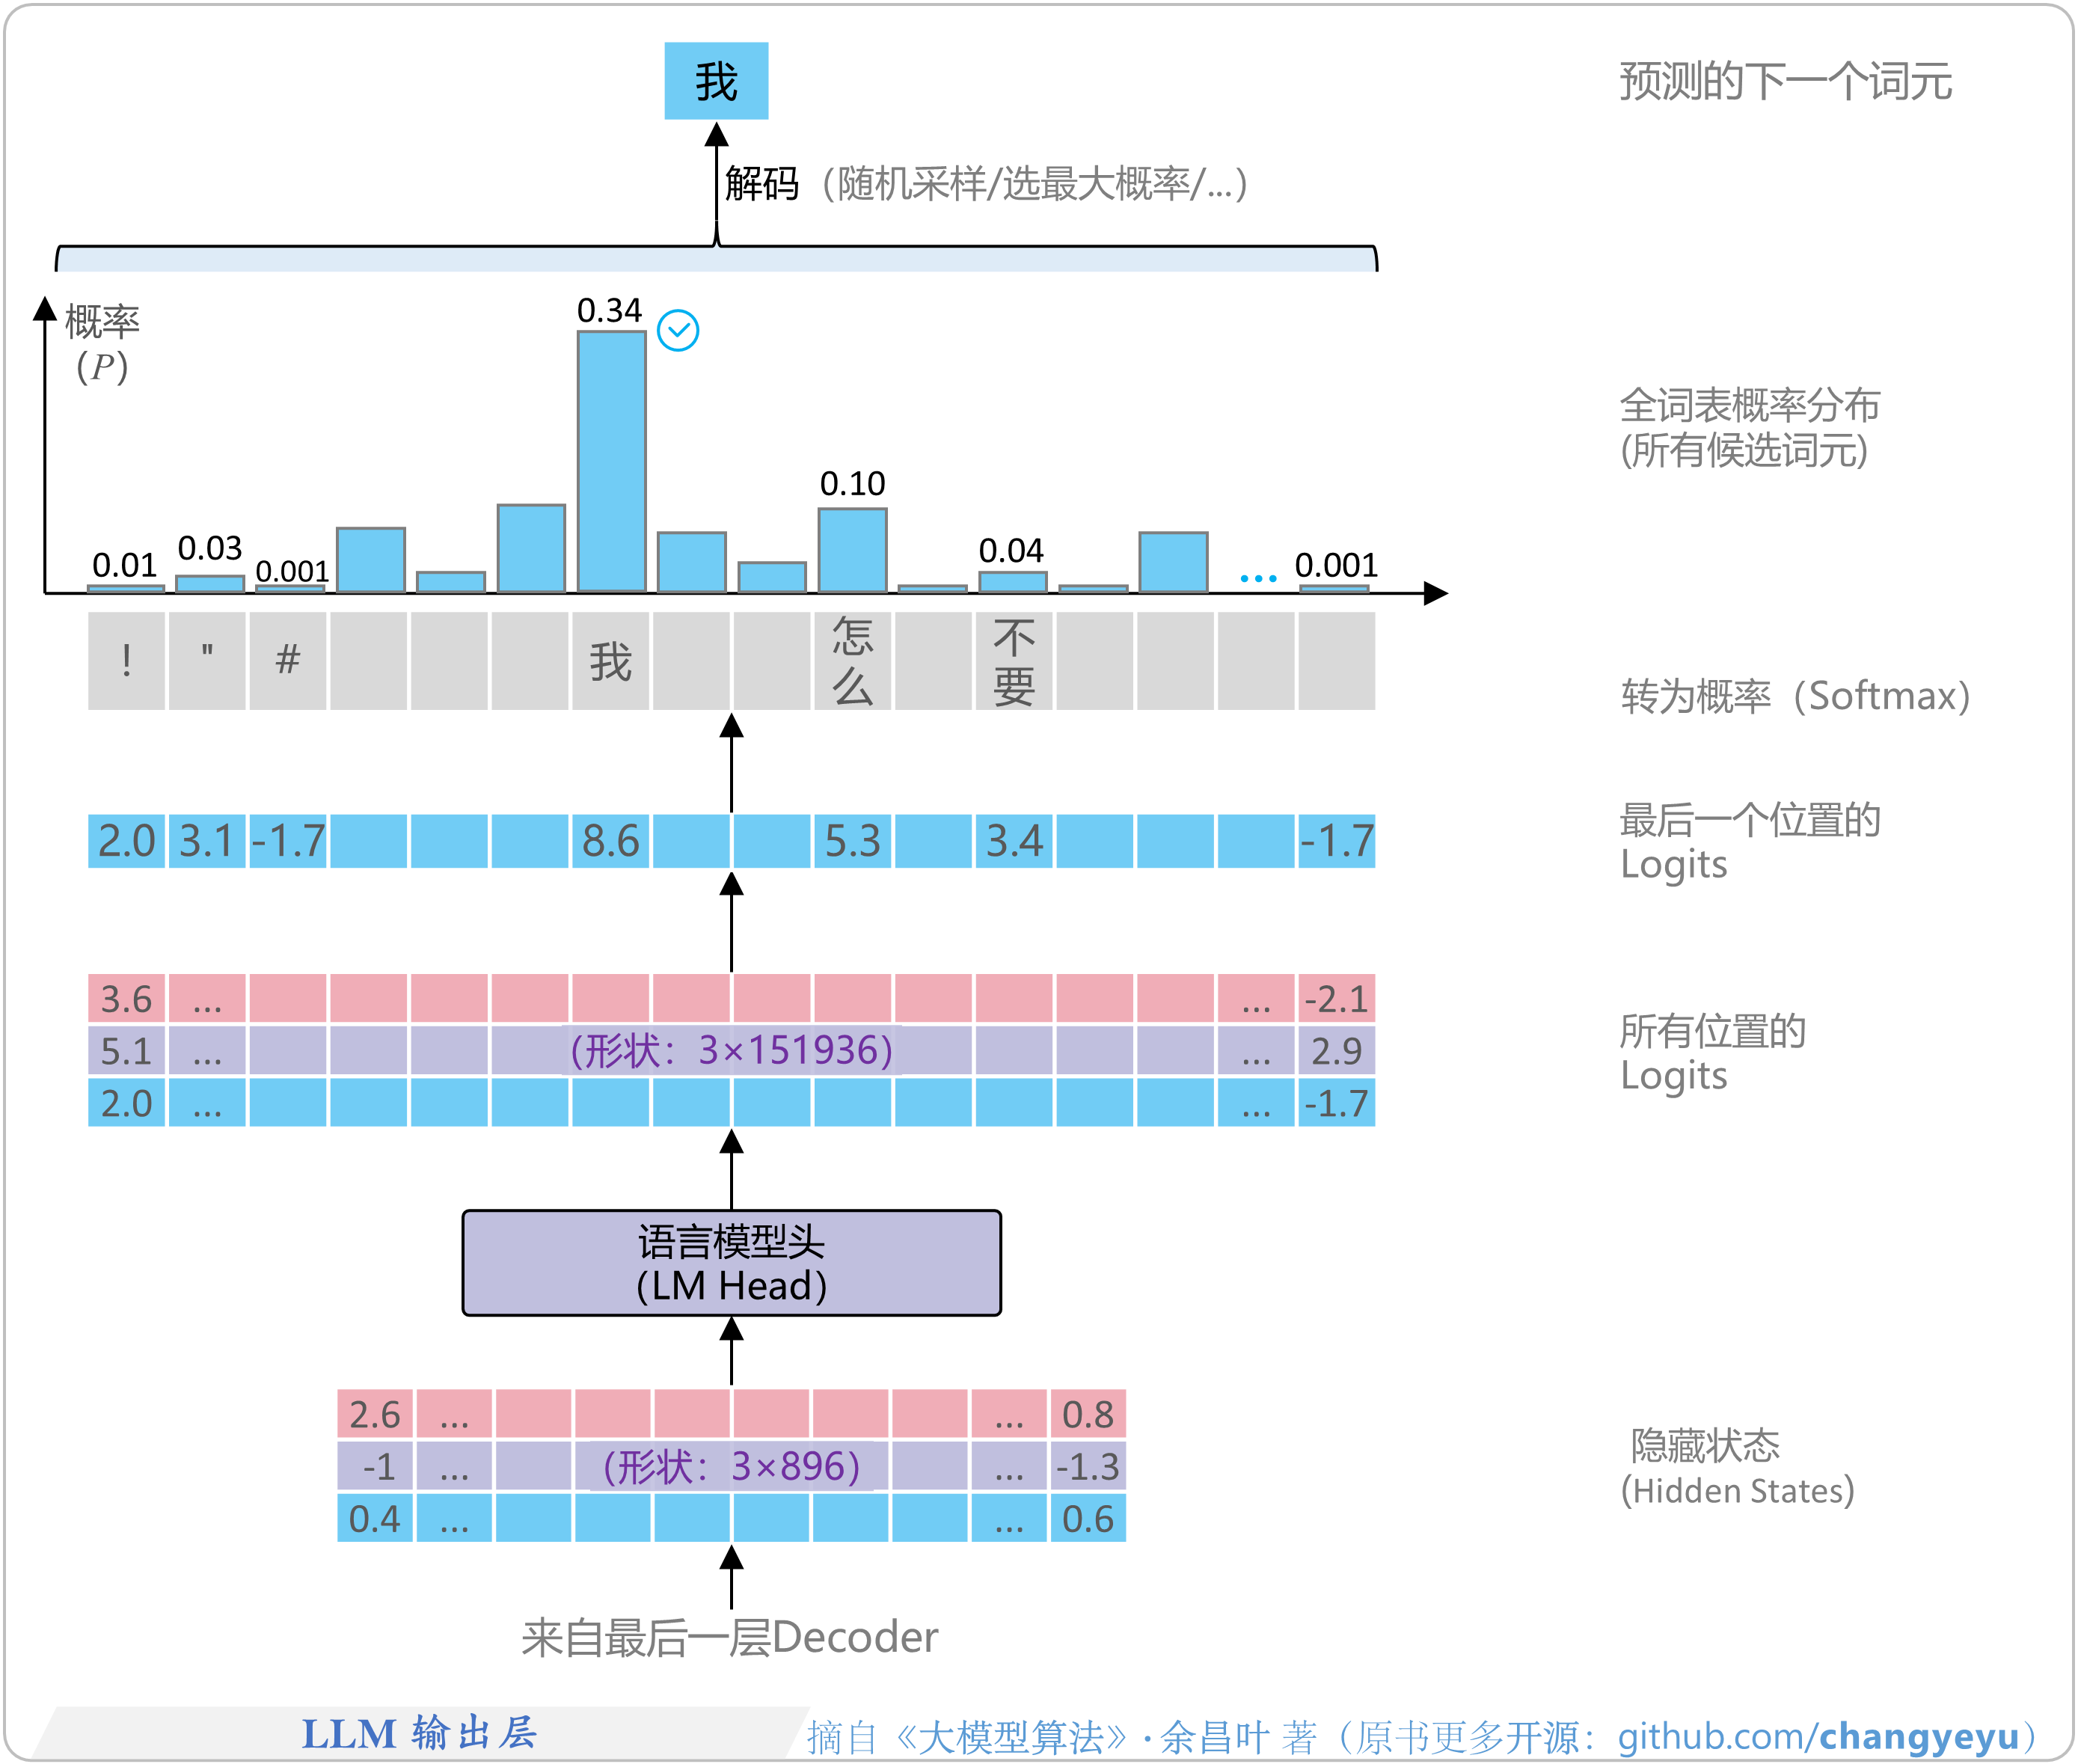 我
预测的下一个词元
解码（随机采样/选最大概率/...）
概率
（P）
0.34
0.10
0.01
0.03
0.001
0.04
...
0.001
全词表概率分布
(所有候选词元)
! " # 我 怎么 不要
转为概率（Softmax）
2.0 3.1 -1.7 8.6 5.3 3.4 -1.7
最后一个位置的
Logits
3.6 ... ... -2.1
5.1 ... （形状：3×151936） ... 2.9
2.0 ... ... -1.7
所有位置的
Logits
语言模型头
（LM Head）
2.6 ... ... 0.8
-1 ... （形状：3×896） ... -1.3
0.4 ... ... 0.6
隐藏状态
(Hidden States)
来自最后一层Decoder
LLM 输出层
摘自《大模型算法》·余昌叶 著（原书更多开源：github.com/changyeyu）